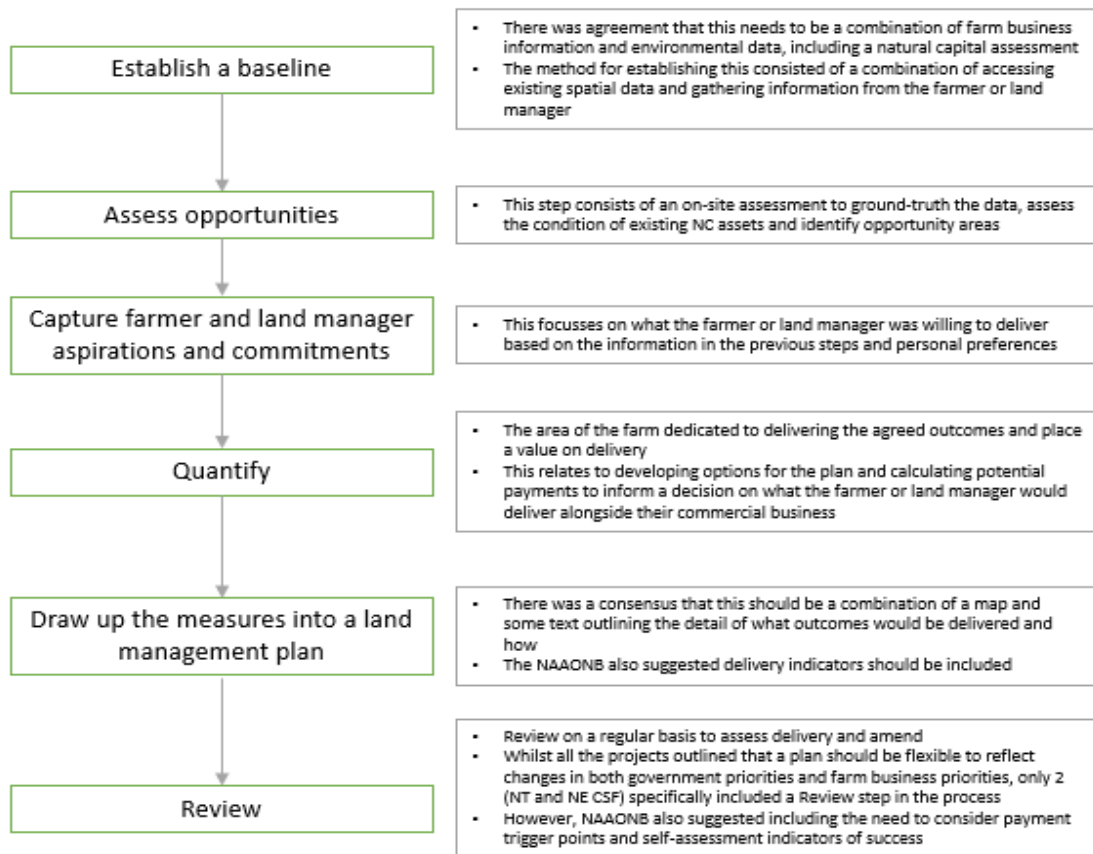 Establish a baseline
• There was agreement that this needs to be a combination of farm business
information and environmental data, including a natural capital assessment
• The method for establishing this consisted of a combination of accessing
existing spatial data and gathering information from the farmer or land
manager
Assess opportunities
• This step consists of an on-site assessment to ground-truth the data, assess
the condition of existing NC assets and identify opportunity areas
Capture farmer and land manager
aspirations and commitments
• This focusses on what the farmer or land manager was willing to deliver
based on the information in the previous steps and personal preferences
Quantify
• The area of the farm dedicated to delivering the agreed outcomes and place
a value on delivery
• This relates to developing options for the plan and calculating potential
payments to inform a decision on what the farmer or land manager would
deliver alongside their commercial business
Draw up the measures into a land
management plan
• There was a consensus that this should be a combination of a map and
some text outlining the detail of what outcomes would be delivered and
how
• The NAAONB also suggested delivery indicators should be included
Review
• Review on a regular basis to assess delivery and amend
• Whilst all the projects outlined that a plan should be flexible to reflect
changes in both government priorities and farm business priorities, only 2
(NT and NE CSF) specifically included a Review step in the process
• However, NAAONB also suggested including the need to consider payment
trigger points and self-assessment indicators of success